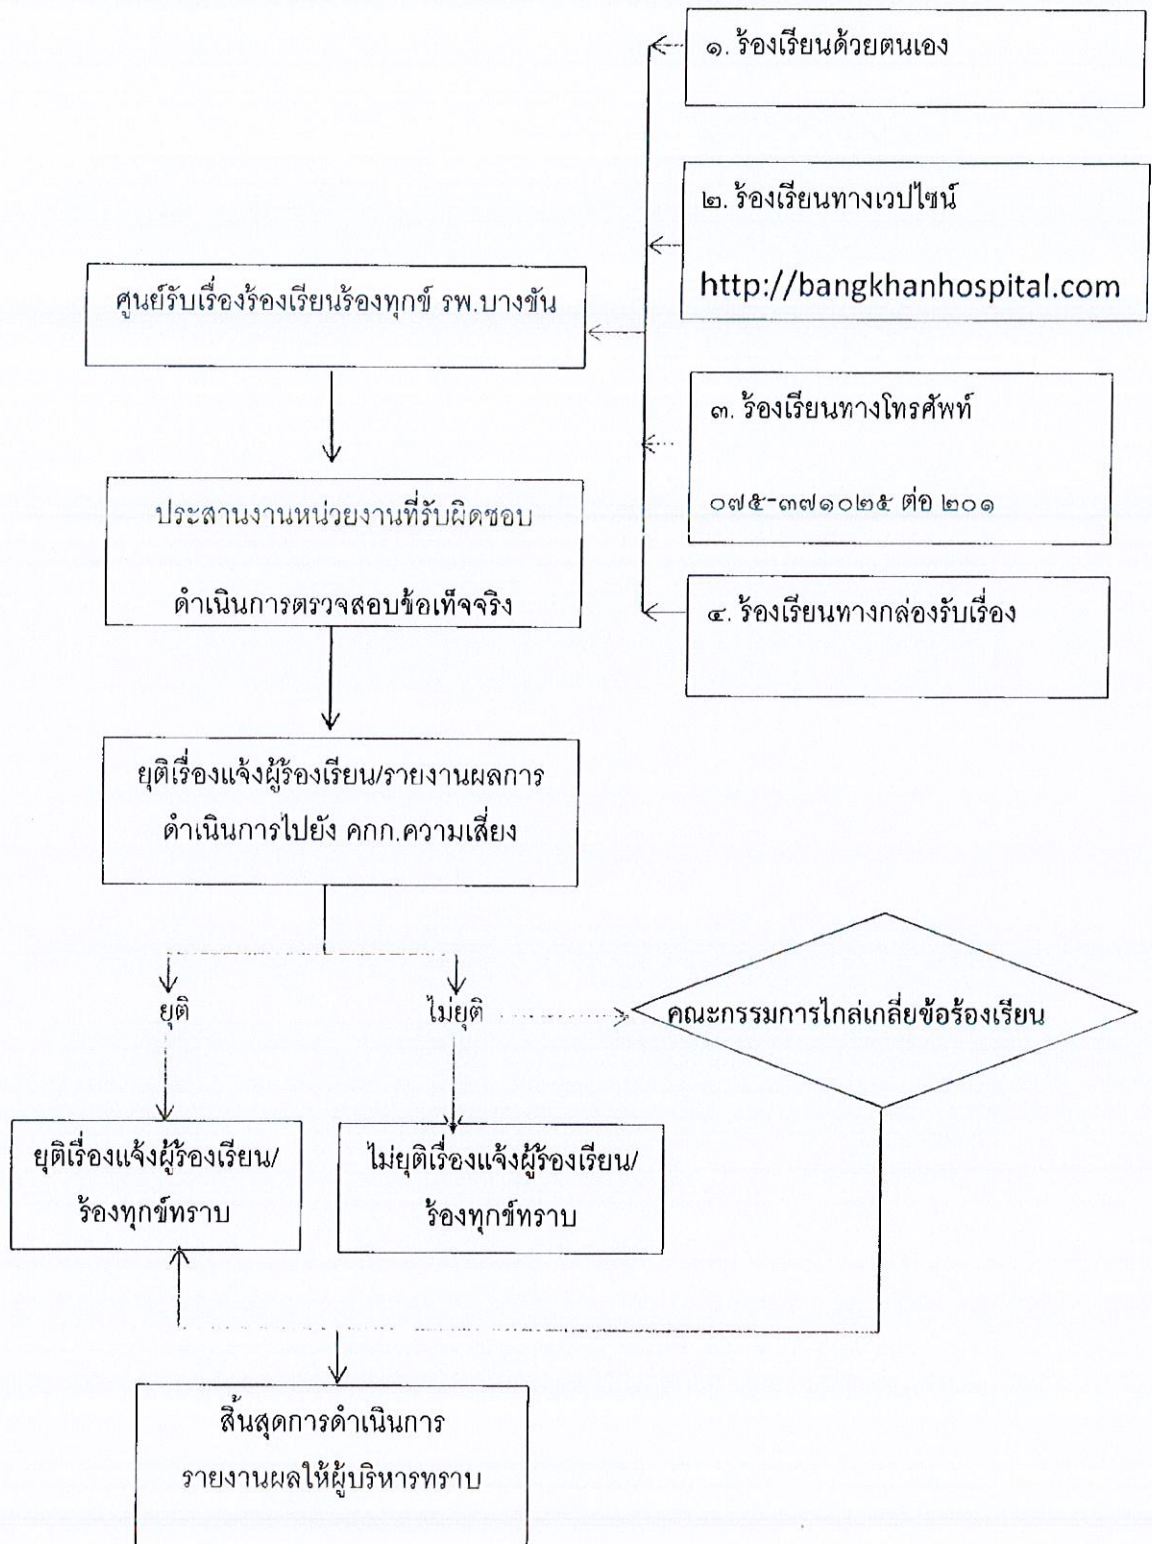 ๑. ร้องเรียนด้วยตนเอง
๒. ร้องเรียนทางเวปไซน์
http://bangkhanhospital.com
ศูนย์รับเรื่องร้องเรียนร้องทุกข์ รพ.บางขัน
๓. ร้องเรียนทางโทรศัพท์
๐๗๕-๓๗๑๐๒๕ ต่อ ๒๐๑
ประสานงานหน่วยงานที่รับผิดชอบ
ดำเนินการตรวจสอบข้อเท็จจริง
๔. ร้องเรียนทางกล่องรับเรื่อง
ยุติเรื่องแจ้งผู้ร้องเรียน/รายงานผลการ
ดำเนินการไปยัง คกก.ความเสี่ยง
ยุติ
ไม่ยุติ
คณะกรรมการไกล่เกลี่ยข้อร้องเรียน
ยุติเรื่องแจ้งผู้ร้องเรียน/
ร้องทุกข์ทราบ
ไม่ยุติเรื่องแจ้งผู้ร้องเรียน/
ร้องทุกข์ทราบ
สิ้นสุดการดำเนินการ
รายงานผลให้ผู้บริหารทราบ